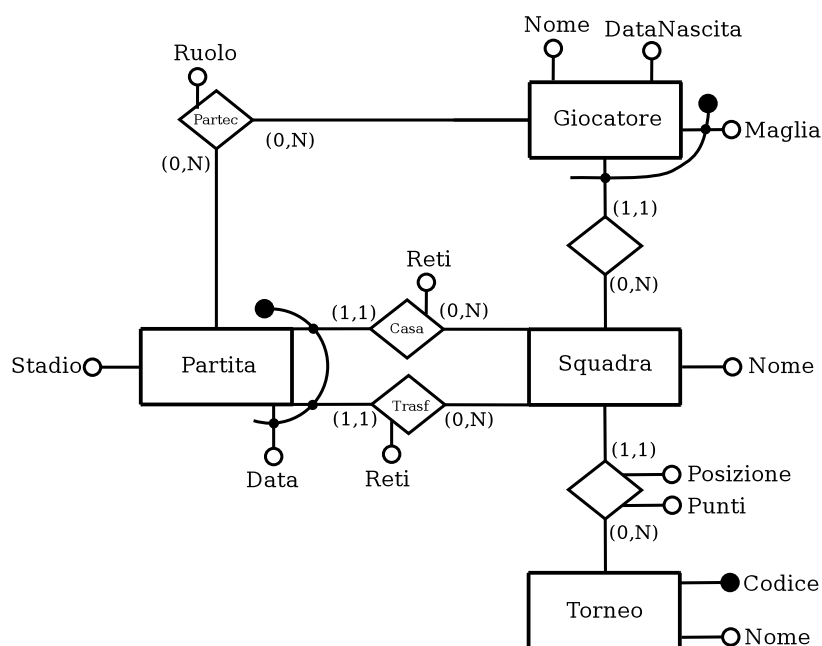 Nome
DataNascita
Ruolo
Partec
Giocatore
Maglia
(0,N)
(0,N)
(1,1)
Reti
(0,N)
(1,1)
(0,N)
Casa
Stadio
Partita
Squadra
Nome
Trasf
(1,1)
(0,N)
(1,1)
Data
Reti
Posizione
Punti
(0,N)
Codice
Torneo
Nome